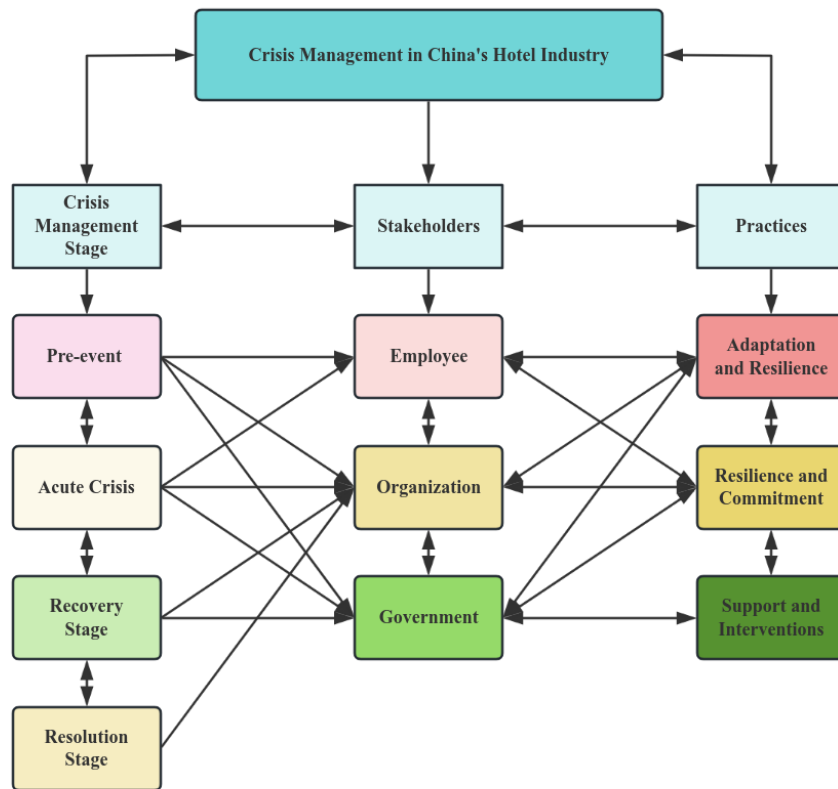 Crisis Management in China's Hotel Industry
Crisis
Management
Stage
Stakeholders
Practices
Pre-event
Employee
Adaptation
and Resilience
Acute Crisis
Organization
Resilience and
Commitment
Recovery
Stage
Government
Support and
Interventions
Resolution
Stage